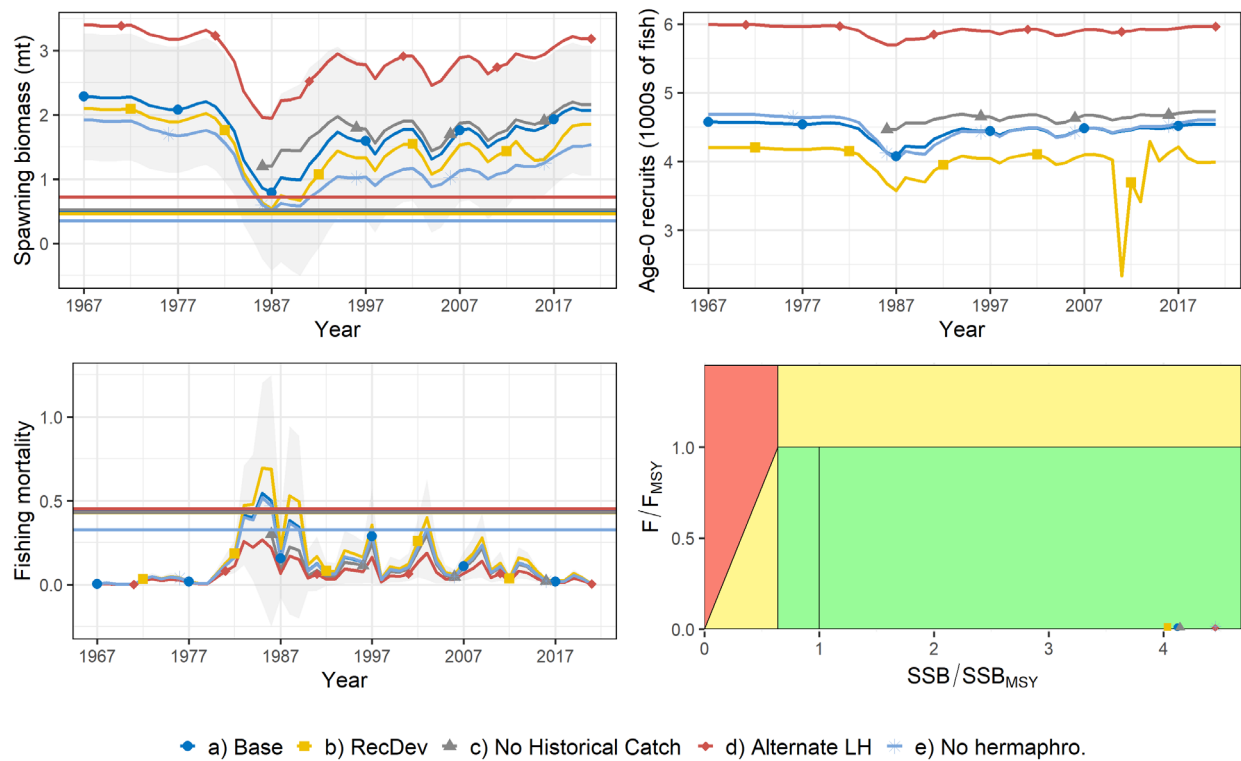 Spawning biomass (mt)
3
2
1
0
1967 1977 1987 1997 2007 2017
Year
Age-0 recruits (1000s of fish)
6
5
4
3
1967 1977 1987 1997 2007 2017
Year
Fishing mortality
1.0
0.5
0.0
1967 1977 1987 1997 2007 2017
Year
F/F_MSY
1.0
0.5
0.0
0 1 2 3 4
SSB/SSB_MSY
a) Base b) RecDev c) No Historical Catch d) Alternate LH e) No hermaphro.